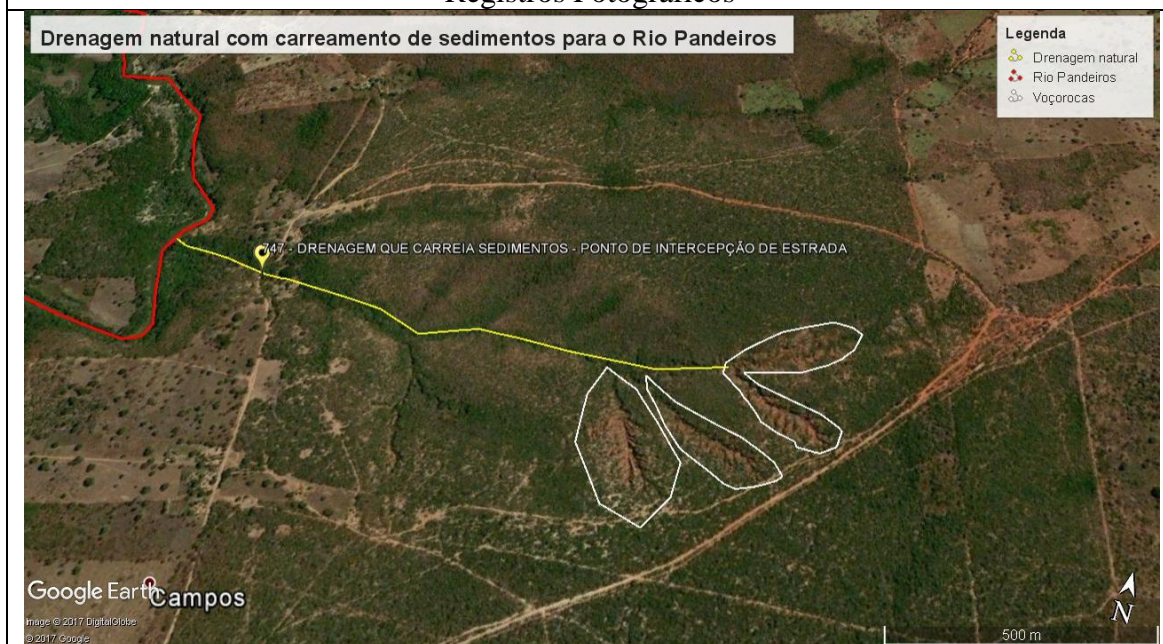 Registros Fotográficos
Drenagem natural com carreamento de sedimentos para o Rio Pandeiros
Legenda
Drenagem natural
Rio Pandeiros
Voçorocas
747 - DRENAGEM QUE CARREIA SEDIMENTOS - PONTO DE INTERCEPÇÃO DE ESTRADA
Google Earth
Campos
Image © 2017 DigitalGlobe
© 2017 Google
N
500 m